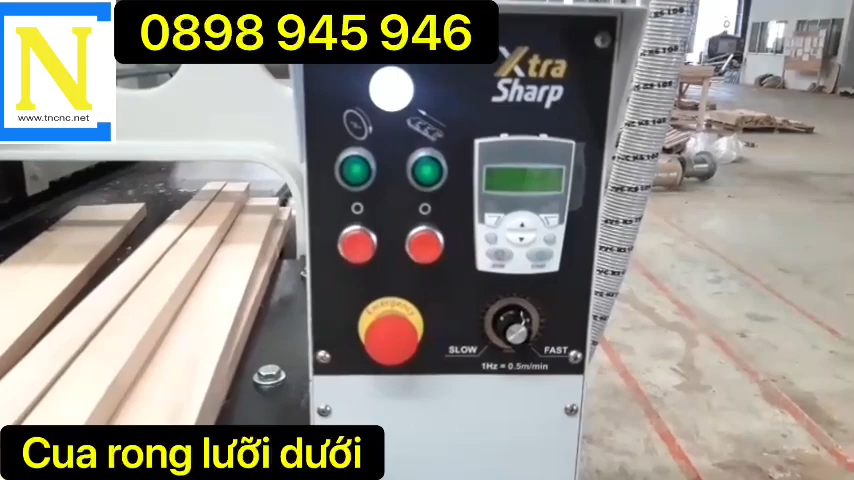 0898 945 946
N
www.tncnc.net
Xtra
Sharp
Emergency
SLOW
FAST
1Hz = 0.5m/min
Cua rong lưỡi dưới